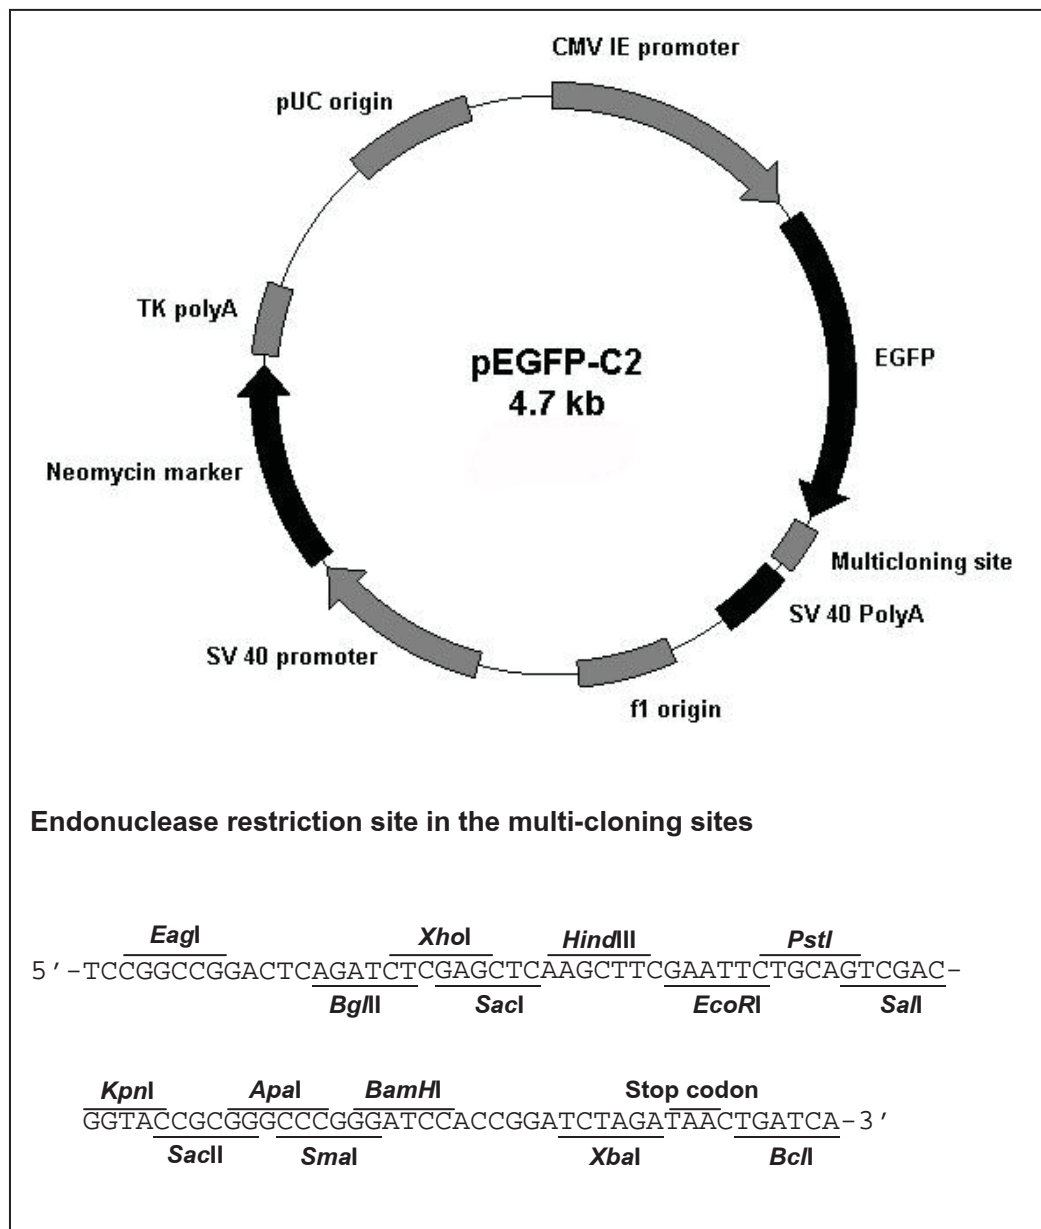 CMV IE promoter
pUC origin
TK polyA
pEGFP-C2
4.7 kb
EGFP
Neomycin marker
Multicloning site
SV 40 PolyA
SV 40 promoter
f1 origin
Endonuclease restriction site in the multi-cloning sites
EagI XhoI HindIII PstI
5′-TCCGGCCGGACTCAGATCTCGAGCTCAAGCTTCGAATTCTGCAGTCGAC-
BglII SacI EcoRI SalI
KpnI ApaI BamHI Stop codon
GGTACCGCGGGCCCGGGATCCACCGGATCTAGATAACTGATCA-3′
SacII SmaI XbaI BclI